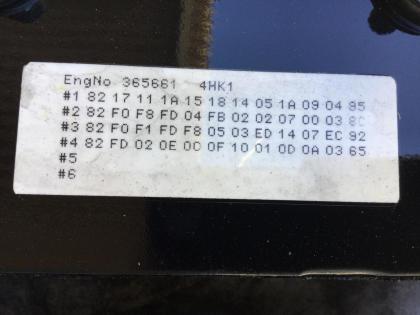 EngNo 365661 4HK1
#1 82 17 11 1A 15 18 14 05 1A 09 04 95
#2 82 F0 F8 FD 04 FB 02 02 07 00 03 8C
#3 82 F0 F1 FD F8 05 03 ED 14 07 EC 92
#4 82 FD 02 0E 0C 0F 10 01 0D 0A 03 65
#5
#6